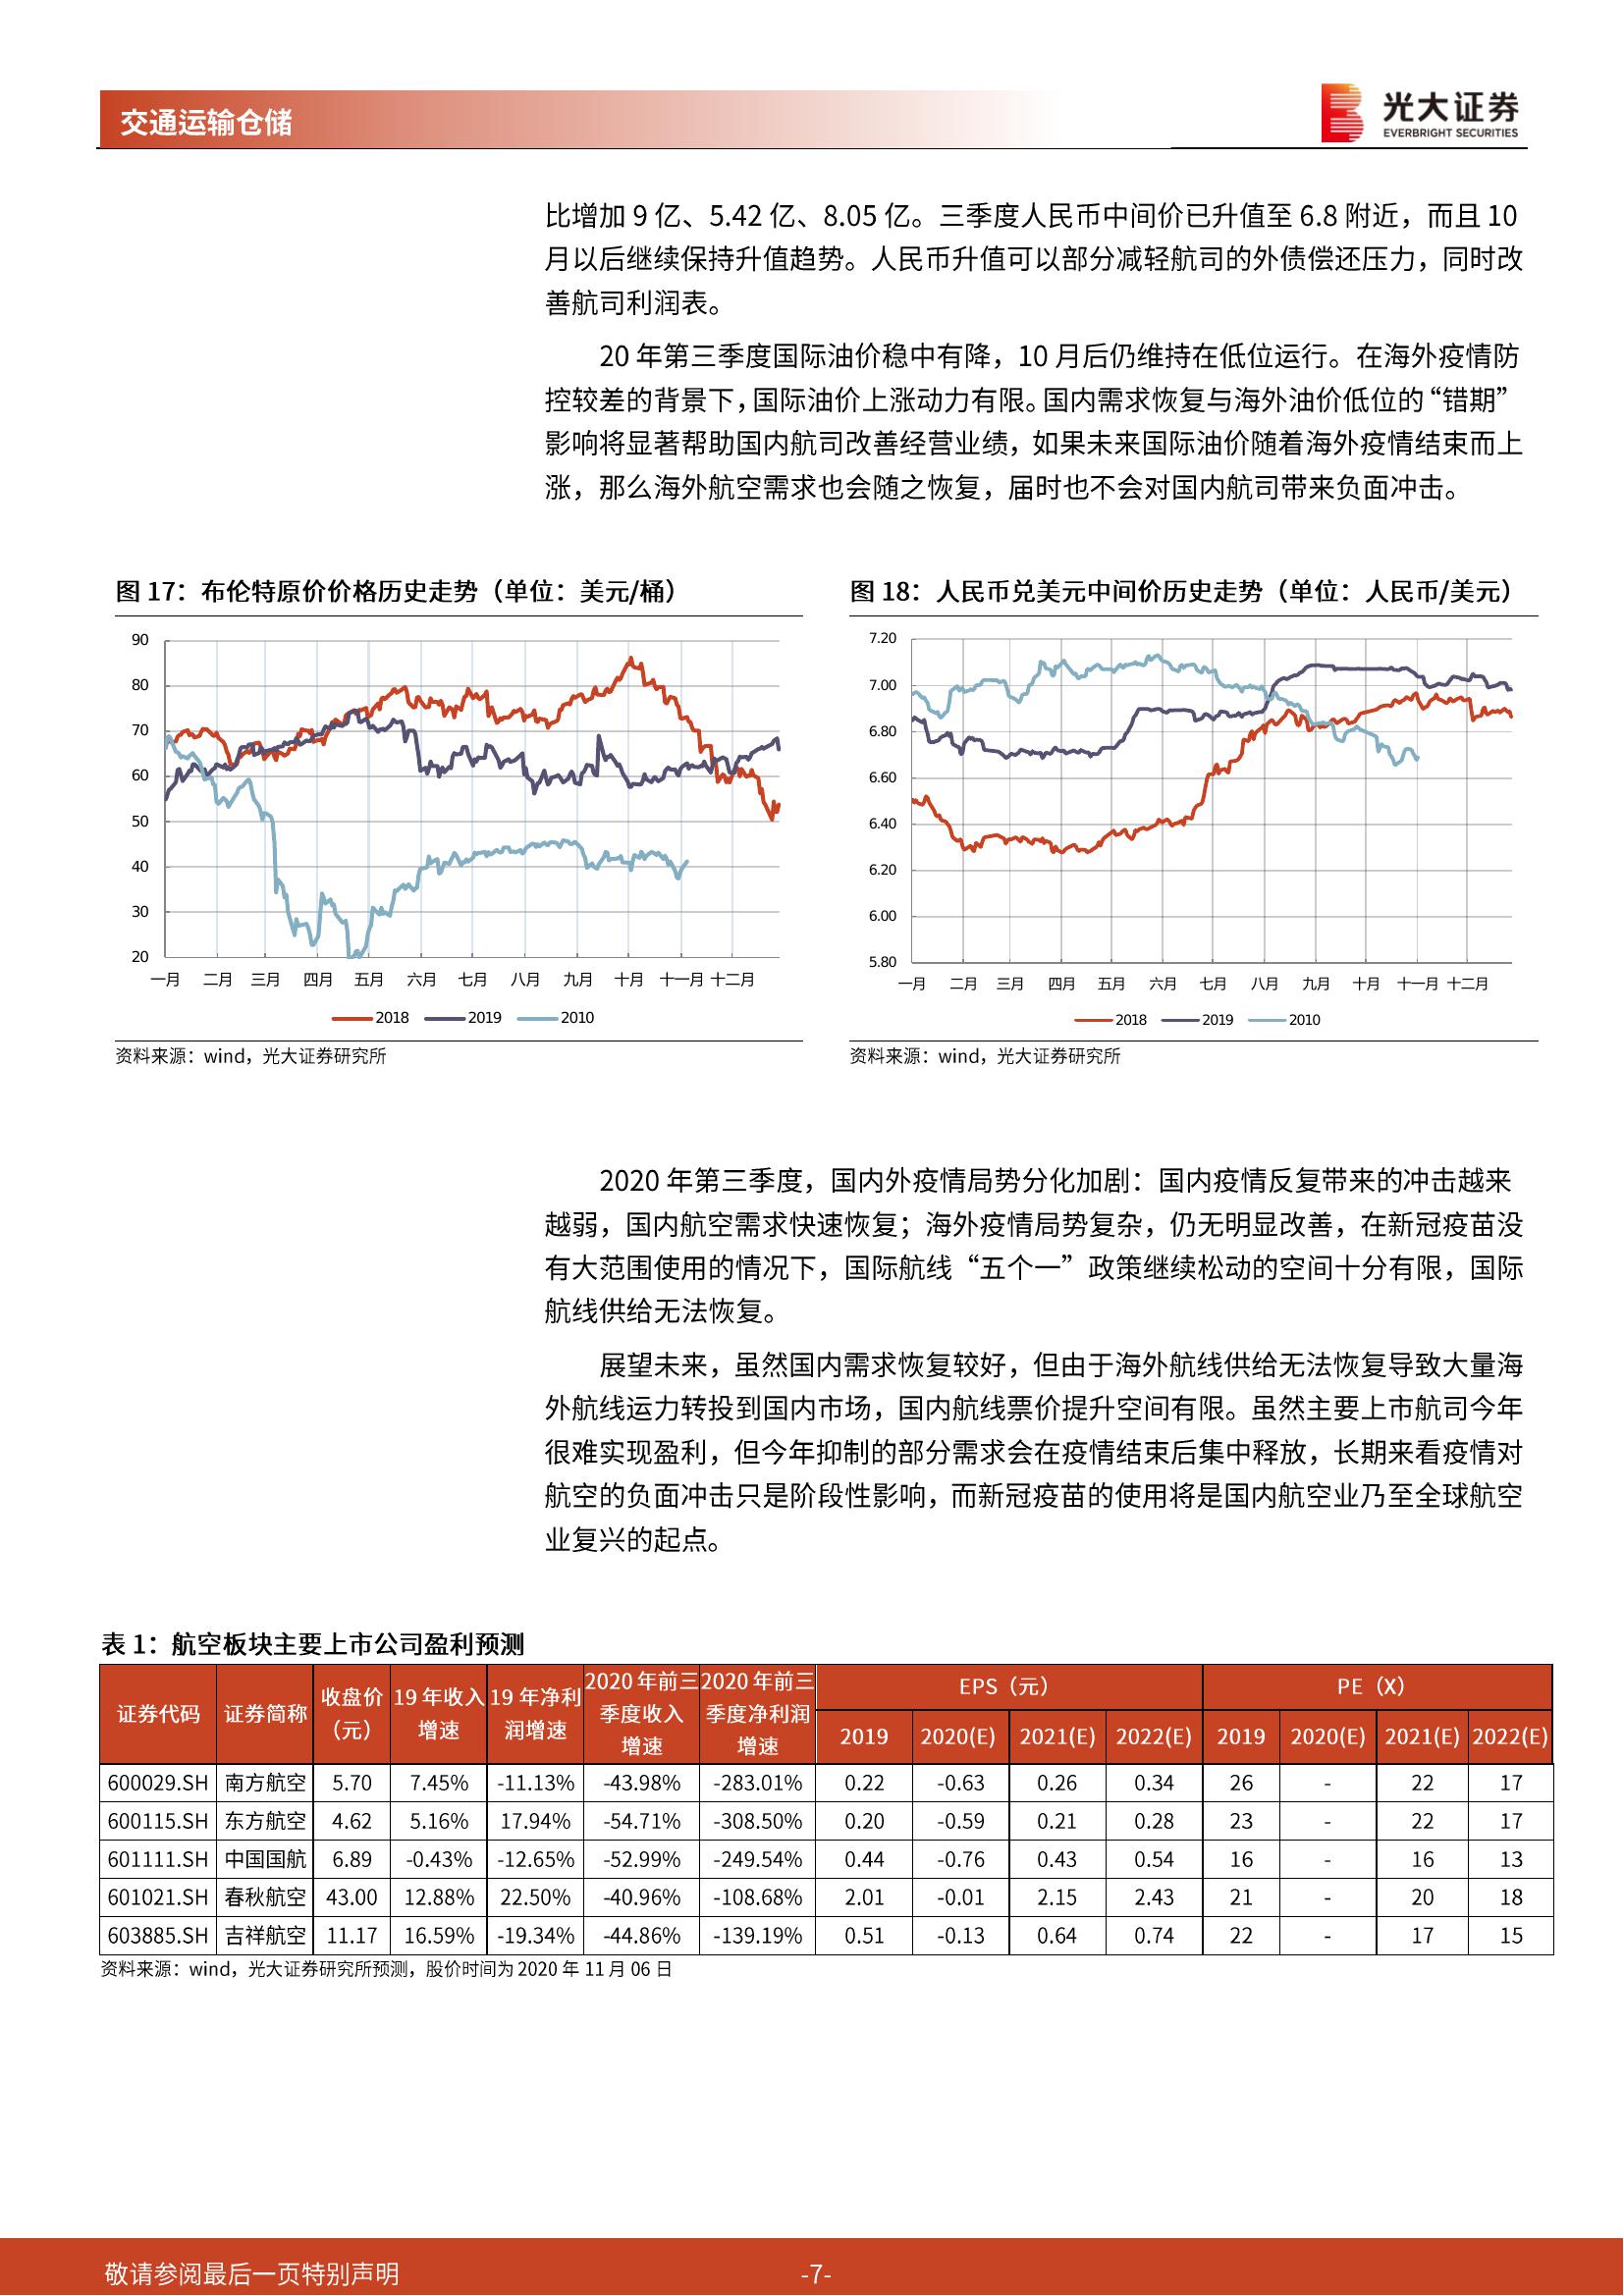 交通运输仓储
光大证券
EVERBRIGHT SECURITIES
比增加 9 亿、5.42 亿、8.05 亿。三季度人民币中间价已升值至 6.8 附近，而且 10
月以后继续保持升值趋势。人民币升值可以部分减轻航司的外债偿还压力，同时改
善航司利润表。
20 年第三季度国际油价稳中有降，10 月后仍维持在低位运行。在海外疫情防
控较差的背景下，国际油价上涨动力有限。国内需求恢复与海外油价低位的“错期”
影响将显著帮助国内航司改善经营业绩，如果未来国际油价随着海外疫情结束而上
涨，那么海外航空需求也会随之恢复，届时也不会对国内航司带来负面冲击。
图 17：布伦特原价价格历史走势（单位：美元/桶）
90
80
70
60
50
40
30
20
一月 二月 三月 四月 五月 六月 七月 八月 九月 十月 十一月 十二月
2018 2019 2010
资料来源：wind，光大证券研究所
图 18：人民币兑美元中间价历史走势（单位：人民币/美元）
7.20
7.00
6.80
6.60
6.40
6.20
6.00
5.80
一月 二月 三月 四月 五月 六月 七月 八月 九月 十月 十一月 十二月
2018 2019 2010
资料来源：wind，光大证券研究所
2020 年第三季度，国内外疫情局势分化加剧：国内疫情反复带来的冲击越来
越弱，国内航空需求快速恢复；海外疫情局势复杂，仍无明显改善，在新冠疫苗没
有大范围使用的情况下，国际航线“五个一”政策继续松动的空间十分有限，国际
航线供给无法恢复。
展望未来，虽然国内需求恢复较好，但由于海外航线供给无法恢复导致大量海
外航线运力转投到国内市场，国内航线票价提升空间有限。虽然主要上市航司今年
很难实现盈利，但今年抑制的部分需求会在疫情结束后集中释放，长期来看疫情对
航空的负面冲击只是阶段性影响，而新冠疫苗的使用将是国内航空业乃至全球航空
业复兴的起点。
表 1：航空板块主要上市公司盈利预测
证券代码 证券简称 收盘价（元） 19 年收入增速 19 年净利润增速 2020 年前三季度收入增速 2020 年前三季度净利润增速 EPS（元） PE（X）
2019 2020(E) 2021(E) 2022(E) 2019 2020(E) 2021(E) 2022(E)
600029.SH 南方航空 5.70 7.45% -11.13% -43.98% -283.01% 0.22 -0.63 0.26 0.34 26 - 22 17
600115.SH 东方航空 4.62 5.16% 17.94% -54.71% -308.50% 0.20 -0.59 0.21 0.28 23 - 22 17
601111.SH 中国国航 6.89 -0.43% -12.65% -52.99% -249.54% 0.44 -0.76 0.43 0.54 16 - 16 13
601021.SH 春秋航空 43.00 12.88% 22.50% -40.96% -108.68% 2.01 -0.01 2.15 2.43 21 - 20 18
603885.SH 吉祥航空 11.17 16.59% -19.34% -44.86% -139.19% 0.51 -0.13 0.64 0.74 22 - 17 15
资料来源：wind，光大证券研究所预测，股价时间为 2020 年 11 月 06 日
敬请参阅最后一页特别声明
-7-